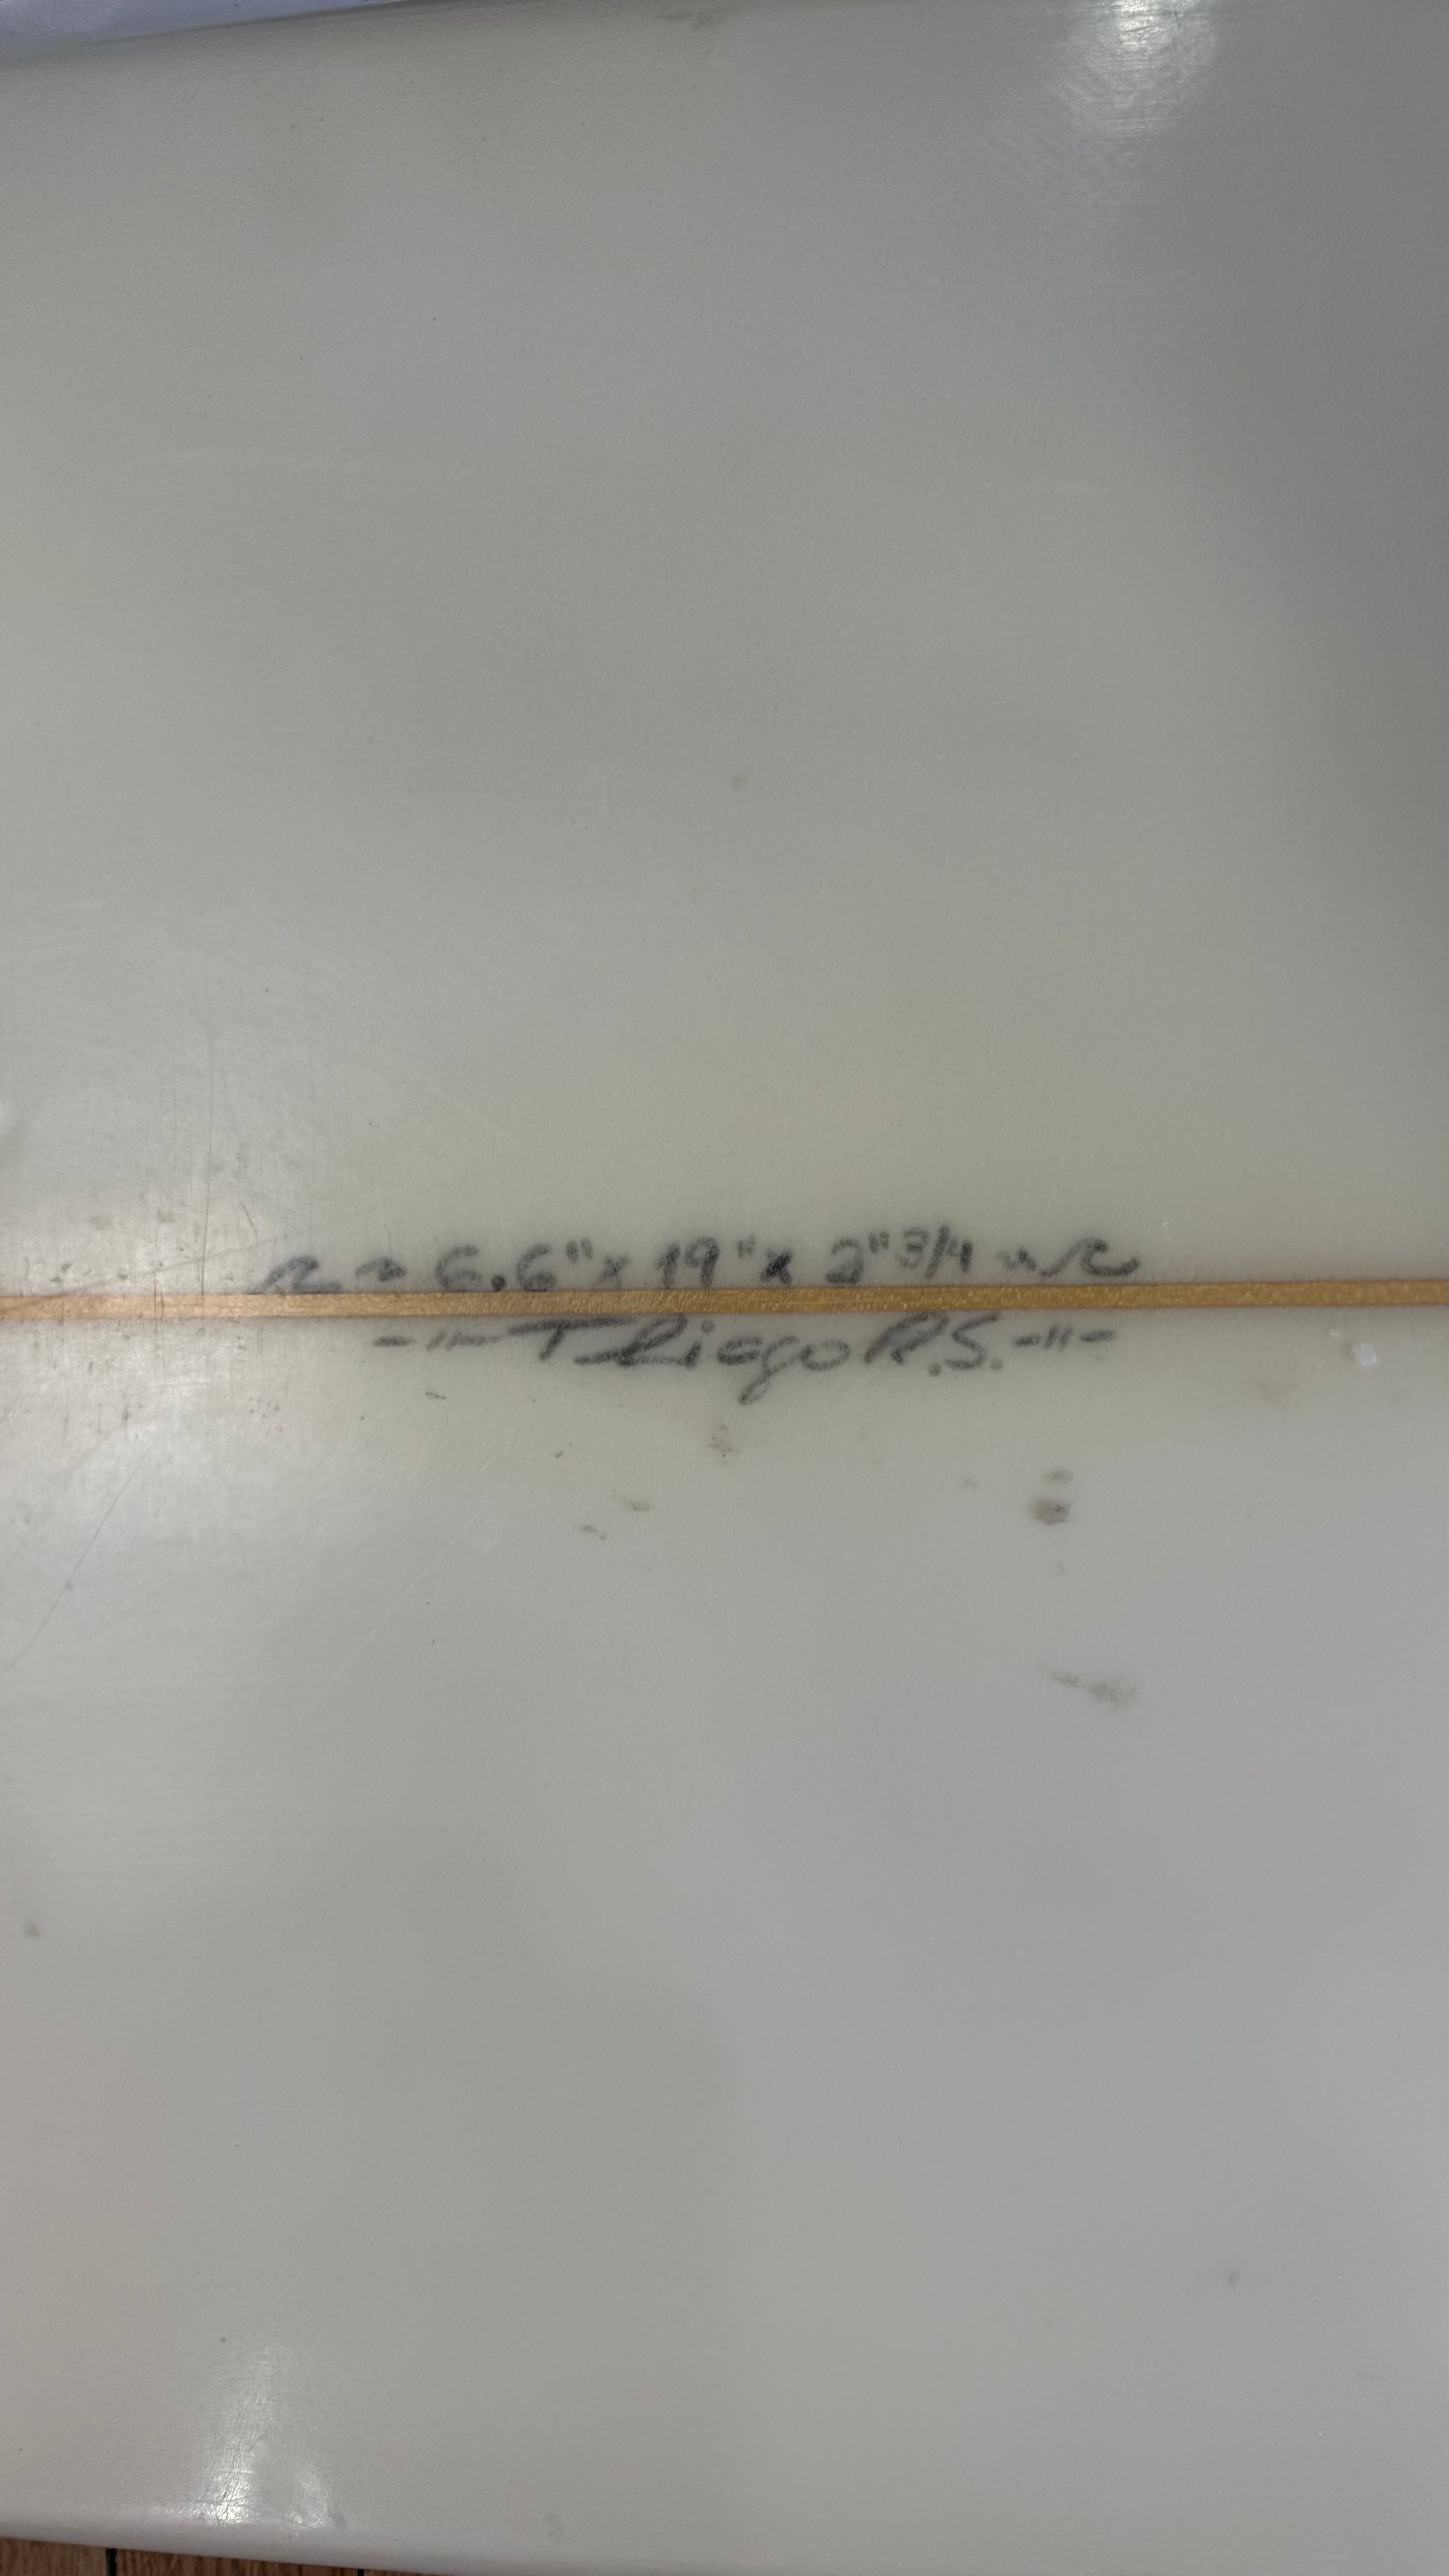 6.6" x 19" x 2" 3/4
-"- Thiago R.S. -"-